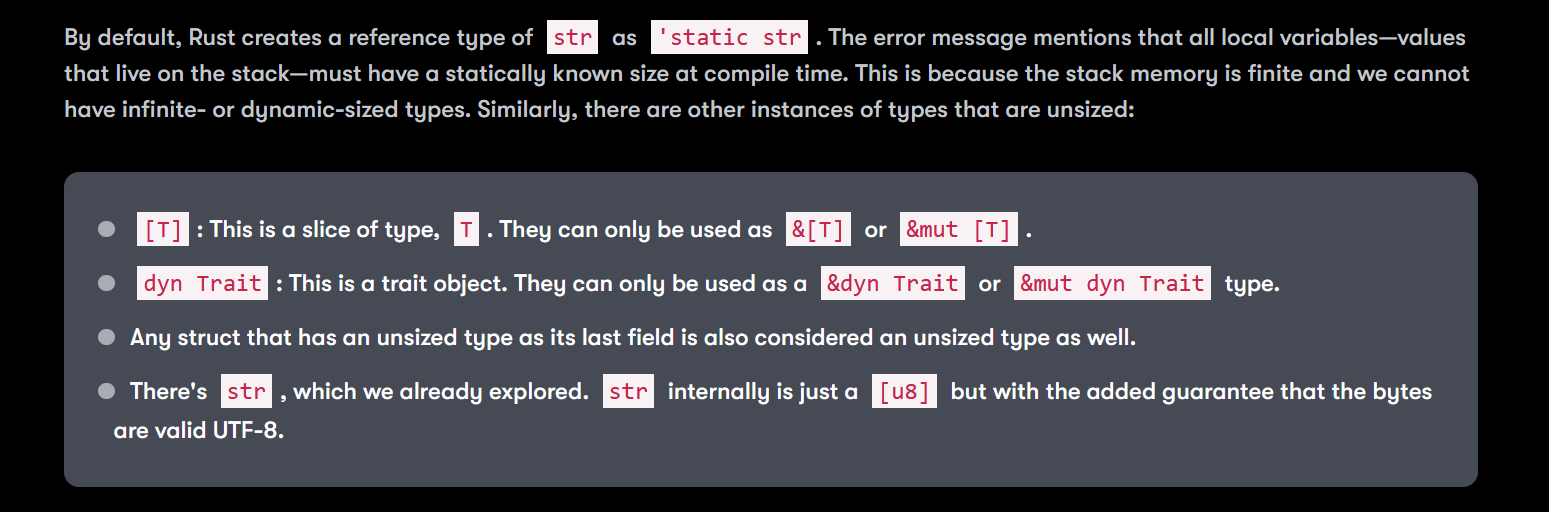 By default, Rust creates a reference type of str as 'static str . The error message mentions that all local variables—values
that live on the stack—must have a statically known size at compile time. This is because the stack memory is finite and we cannot
have infinite- or dynamic-sized types. Similarly, there are other instances of types that are unsized:
[T] : This is a slice of type, T . They can only be used as &[T] or &mut [T] .
dyn Trait : This is a trait object. They can only be used as a &dyn Trait or &mut dyn Trait type.
Any struct that has an unsized type as its last field is also considered an unsized type as well.
There's str , which we already explored. str internally is just a [u8] but with the added guarantee that the bytes
are valid UTF-8.